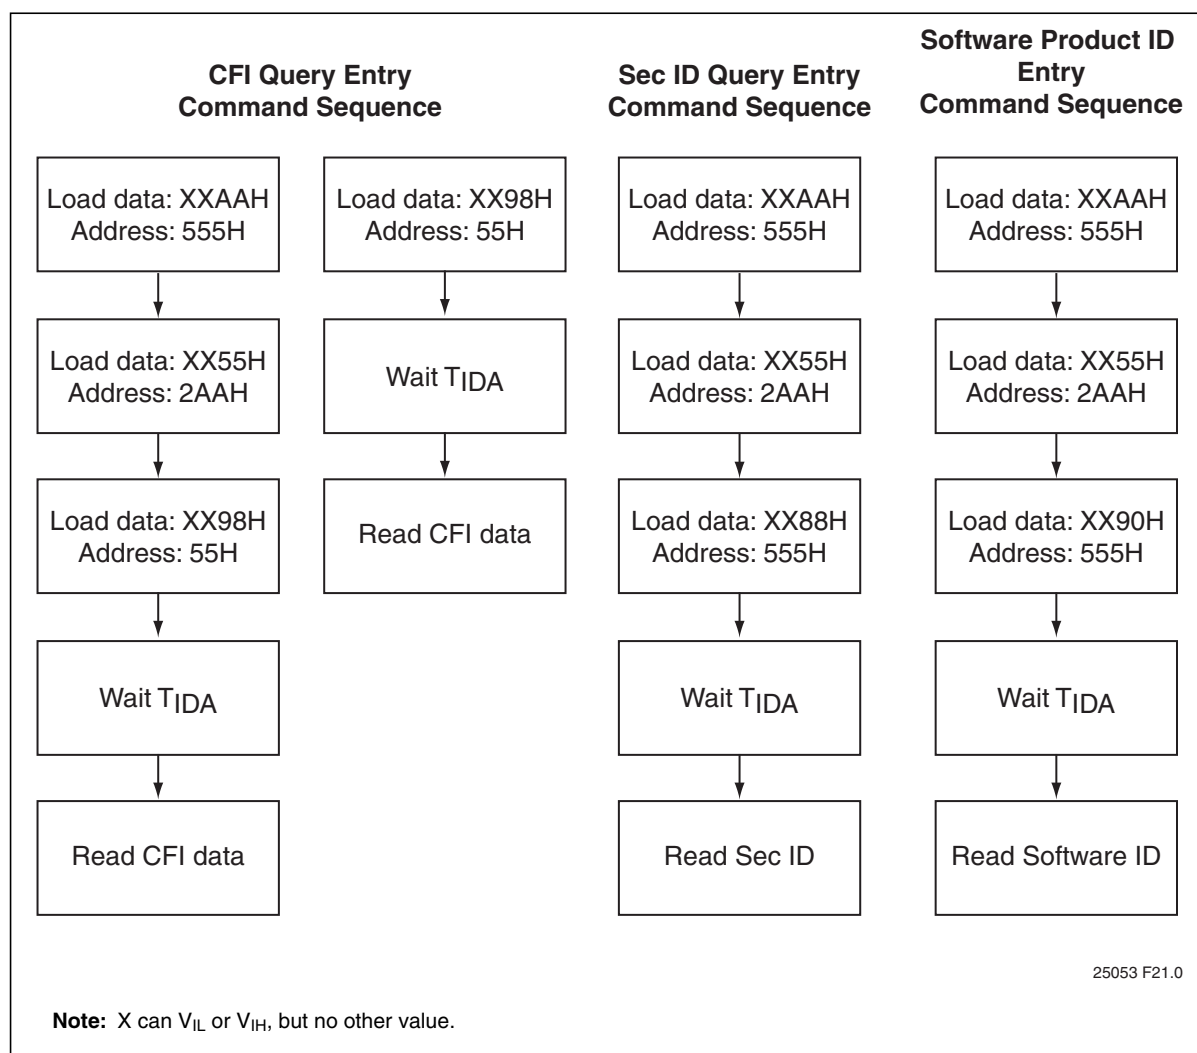 CFI Query Entry
Command Sequence
Load data: XXAAH
Address: 555H
Load data: XX55H
Address: 2AAH
Load data: XX98H
Address: 55H
Wait TIDA
Read CFI data
Load data: XX98H
Address: 55H
Wait TIDA
Read CFI data
Sec ID Query Entry
Command Sequence
Load data: XXAAH
Address: 555H
Load data: XX55H
Address: 2AAH
Load data: XX88H
Address: 555H
Wait TIDA
Read Sec ID
Software Product ID
Entry
Command Sequence
Load data: XXAAH
Address: 555H
Load data: XX55H
Address: 2AAH
Load data: XX90H
Address: 555H
Wait TIDA
Read Software ID
25053 F21.0
Note: X can VIL or VIH, but no other value.